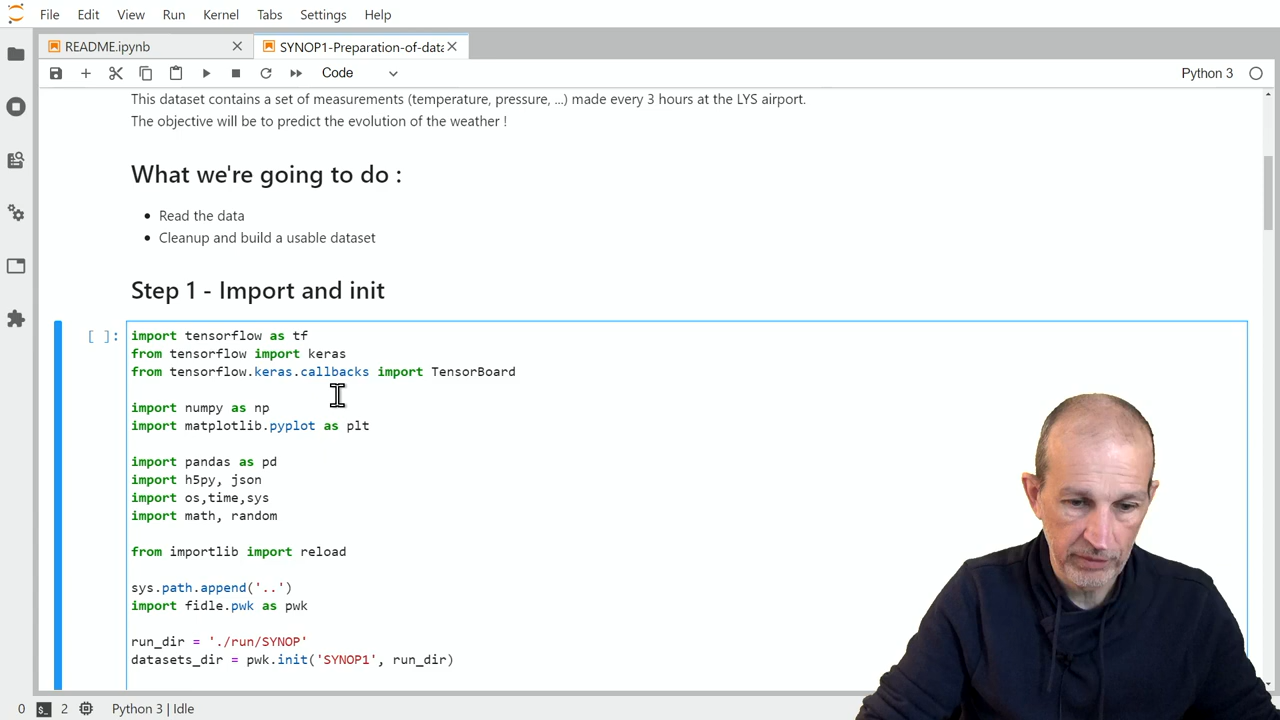 File Edit View Run Kernel Tabs Settings Help
README.ipynb SYNOP1-Preparation-of-data
Code Python 3
This dataset contains a set of measurements (temperature, pressure, ...) made every 3 hours at the LYS airport.
The objective will be to predict the evolution of the weather !
What we're going to do :
• Read the data
• Cleanup and build a usable dataset
Step 1 - Import and init
[ ]: import tensorflow as tf
from tensorflow import keras
from tensorflow.keras.callbacks import TensorBoard
import numpy as np
import matplotlib.pyplot as plt
import pandas as pd
import h5py, json
import os,time,sys
import math, random
from importlib import reload
sys.path.append('..')
import fidle.pwk as pwk
run_dir = './run/SYNOP'
datasets_dir = pwk.init('SYNOP1', run_dir)
0 $_ 2 Python 3 | Idle